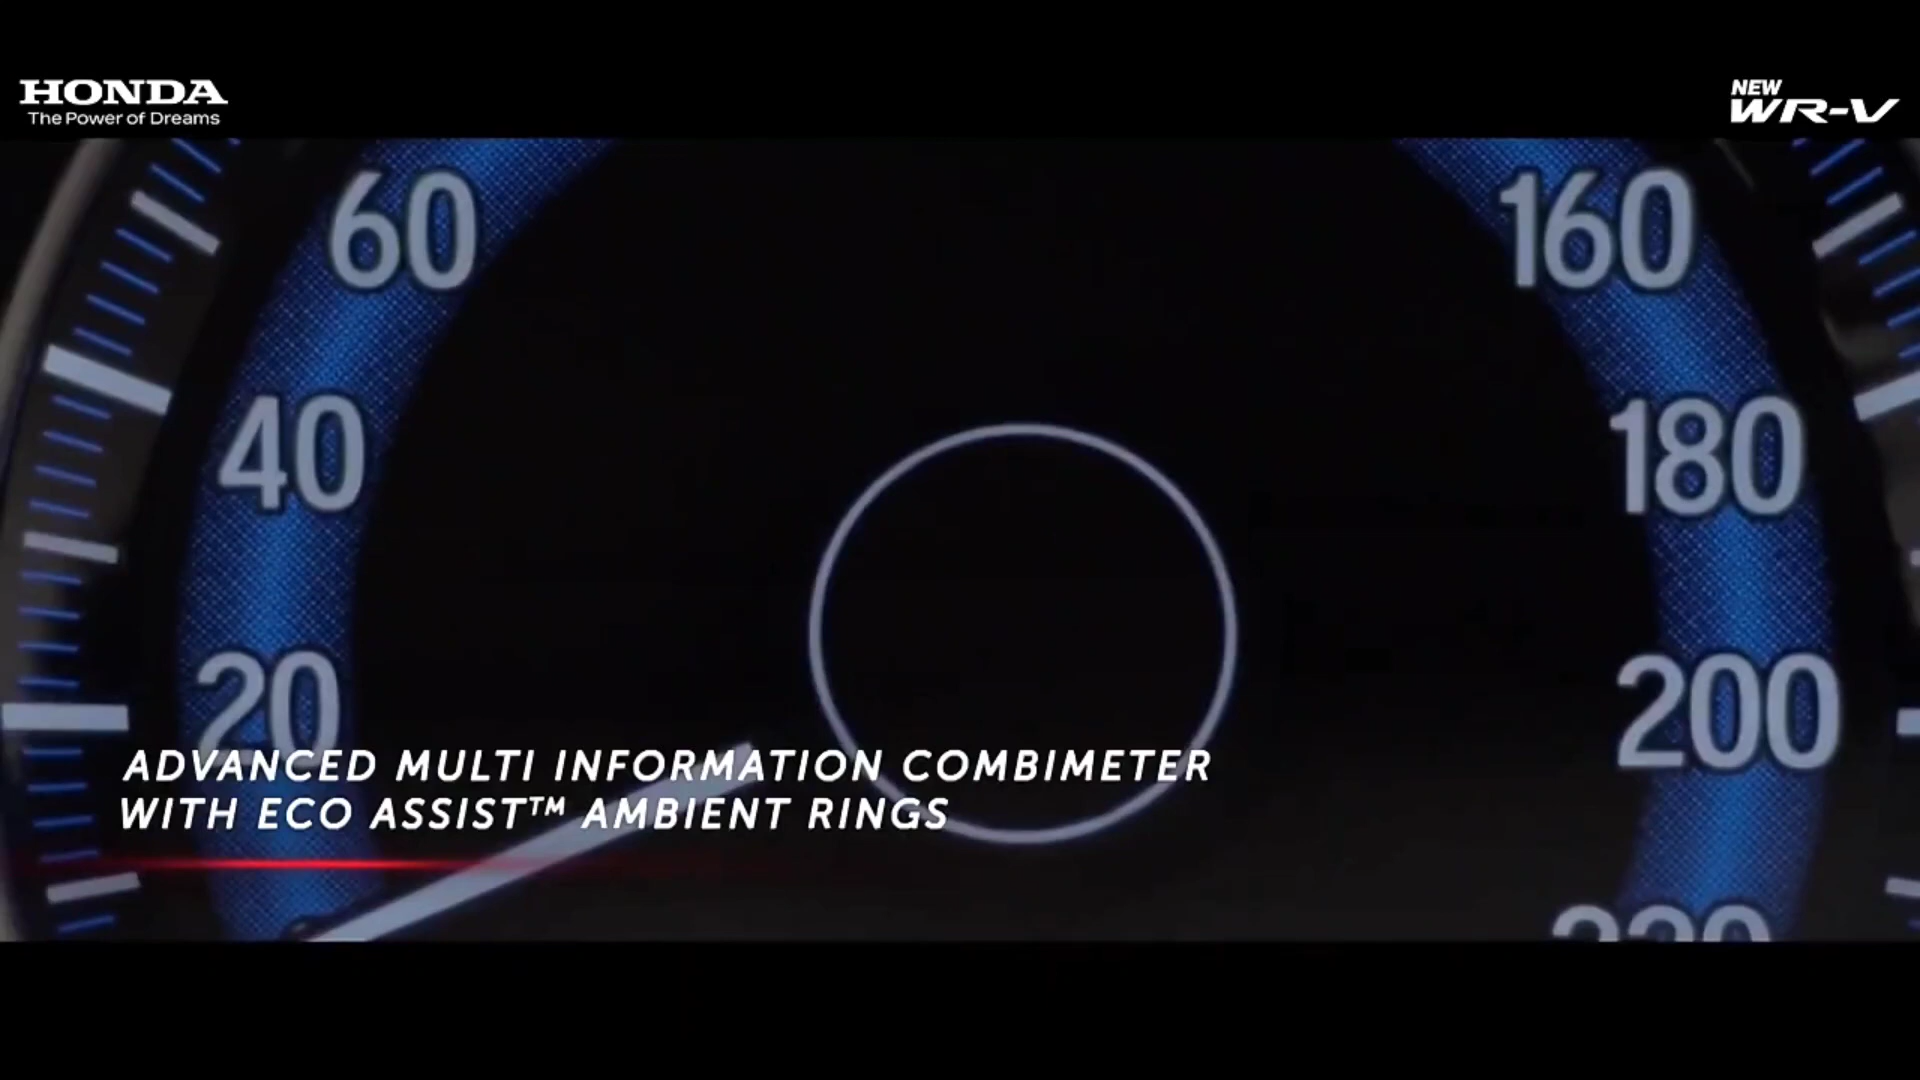 HONDA
The Power of Dreams
NEW
WR-V
60
160
40
180
20
200
ADVANCED MULTI INFORMATION COMBIMETER
WITH ECO ASSIST™ AMBIENT RINGS
220